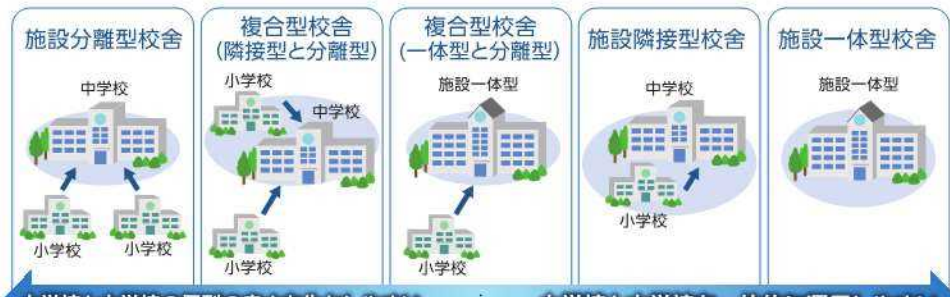 施設分離型校舎
中学校
小学校
小学校
複合型校舎
(隣接型と分離型)
小学校
中学校
小学校
複合型校舎
(一体型と分離型)
施設一体型
小学校
施設隣接型校舎
中学校
小学校
施設一体型校舎
施設一体型